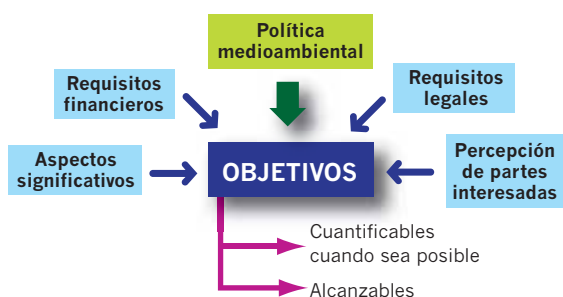 Política
medioambiental
Requisitos
financieros
Requisitos
legales
Aspectos
significativos
OBJETIVOS
Percepción
de partes
interesadas
Cuantificables
cuando sea posible
Alcanzables